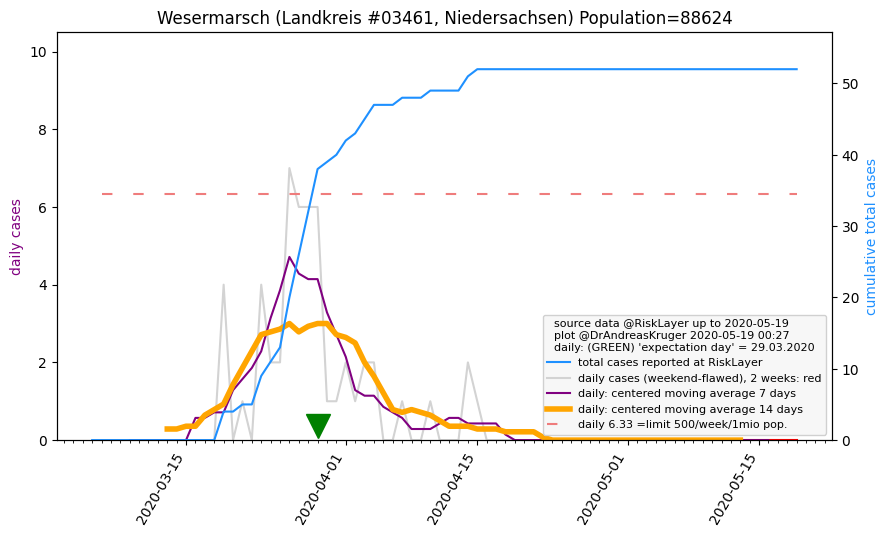 Wesermarsch (Landkreis #03461, Niedersachsen) Population=88624
10
8
6
4
2
0
daily cases
50
40
30
20
10
0
cumulative total cases
source data @RiskLayer up to 2020-05-19
plot @DrAndreasKruger 2020-05-19 00:27
daily: (GREEN) 'expectation day' = 29.03.2020
total cases reported at RiskLayer
daily cases (weekend-flawed), 2 weeks: red
daily: centered moving average 7 days
daily: centered moving average 14 days
daily 6.33 =limit 500/week/1mio pop.
2020-03-15
2020-04-01
2020-04-15
2020-05-01
2020-05-15